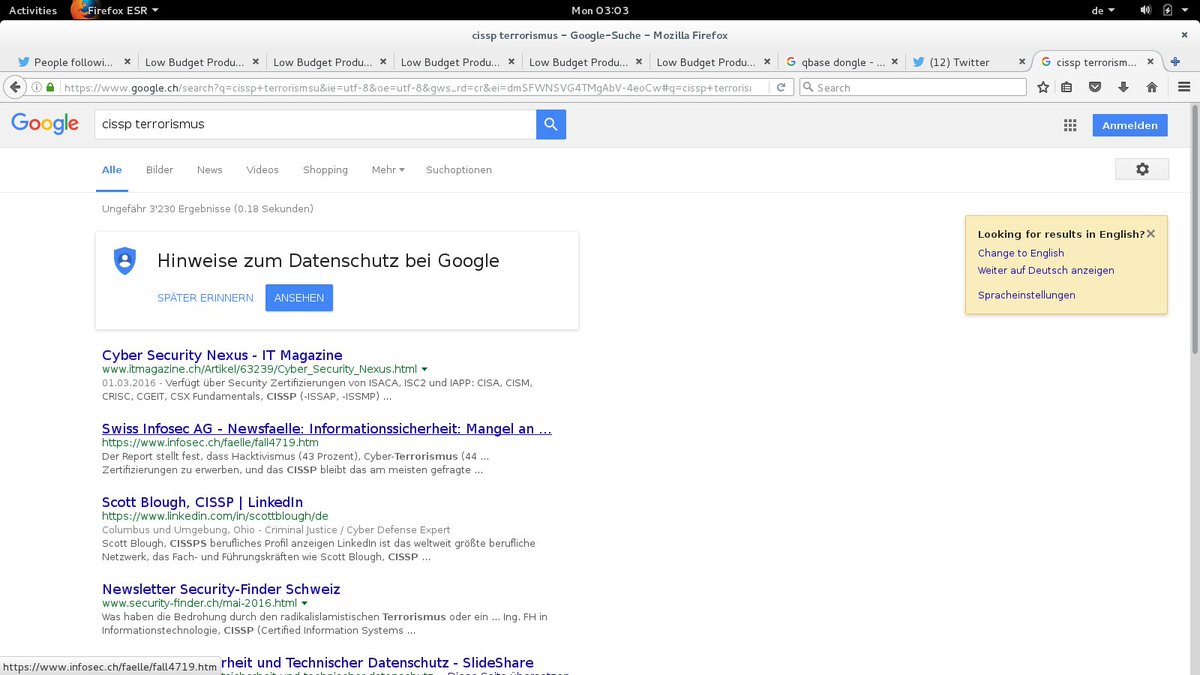 Activities Firefox ESR Mon 03:03 de
cissp terrorismus – Google-Suche – Mozilla Firefox
People followi... Low Budget Produ... Low Budget Produ... Low Budget Produ... Low Budget Produ... Low Budget Produ... qbase dongle - ... (12) Twitter cissp terrorism...
https://www.google.ch/search?q=cissp+terrorismsu&ie=utf-8&oe=utf-8&gws_rd=cr&ei=dmSFWNSVG4TMgAbV-4eoCw#q=cissp+terroris Search
Google cissp terrorismus Anmelden
Alle Bilder News Videos Shopping Mehr Suchoptionen
Ungefähr 3'230 Ergebnisse (0.18 Sekunden)
Hinweise zum Datenschutz bei Google
SPÄTER ERINNERN ANSEHEN
Looking for results in English?
Change to English
Weiter auf Deutsch anzeigen
Spracheinstellungen
Cyber Security Nexus - IT Magazine
www.itmagazine.ch/Artikel/63239/Cyber_Security_Nexus.html
01.03.2016 - Verfügt über Security Zertifizierungen von ISACA, ISC2 und IAPP: CISA, CISM,
CRISC, CGEIT, CSX Fundamentals, CISSP (-ISSAP, -ISSMP) ...
Swiss Infosec AG - Newsfaelle: Informationssicherheit: Mangel an ...
https://www.infosec.ch/faelle/fall4719.htm
Der Report stellt fest, dass Hacktivismus (43 Prozent), Cyber-Terrorismus (44 ...
Zertifizierungen zu erwerben, und das CISSP bleibt das am meisten gefragte ...
Scott Blough, CISSP | LinkedIn
https://www.linkedin.com/in/scottblough/de
Columbus und Umgebung, Ohio - Criminal Justice / Cyber Defense Expert
Scott Blough, CISSPS berufliches Profil anzeigen LinkedIn ist das weltweit größte berufliche
Netzwerk, das Fach- und Führungskräften wie Scott Blough, CISSP ...
Newsletter Security-Finder Schweiz
www.security-finder.ch/mai-2016.html
Was haben die Bedrohung durch den radikalislamistischen Terrorismus oder ein ... Ing. FH in
Informationstechnologie, CISSP (Certified Information Systems ...
rheit und Technischer Datenschutz - SlideShare
https://www.infosec.ch/faelle/fall4719.htm